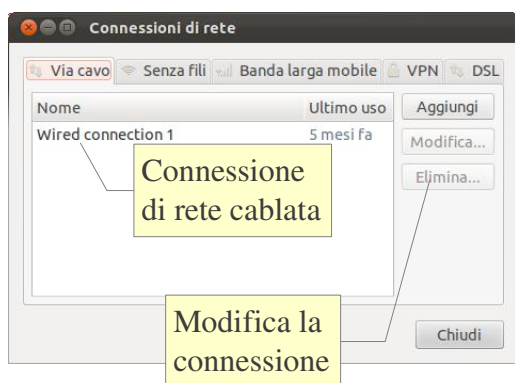 Connessioni di rete
Via cavo Senza fili Banda larga mobile VPN DSL
Nome Ultimo uso
Wired connection 1 5 mesi fa
Aggiungi
Modifica...
Elimina...
Connessione
di rete cablata
Modifica la
connessione
Chiudi